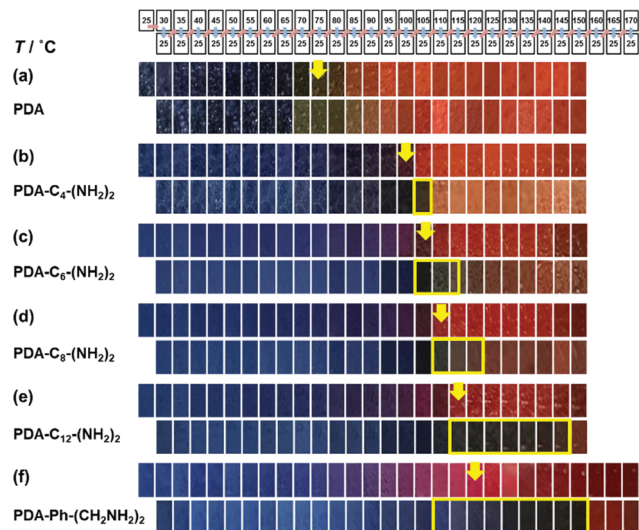 25 30 35 40 45 50 55 60 65 70 75 80 85 90 95 100 105 110 115 120 125 130 135 140 145 150 155 160 165 170
T / °C
25 25 25 25 25 25 25 25 25 25 25 25 25 25 25 25 25 25 25 25 25 25 25 25 25 25 25 25
(a)
PDA
(b)
PDA-C₄-(NH₂)₂
(c)
PDA-C₆-(NH₂)₂
(d)
PDA-C₈-(NH₂)₂
(e)
PDA-C₁₂-(NH₂)₂
(f)
PDA-Ph-(CH₂NH₂)₂